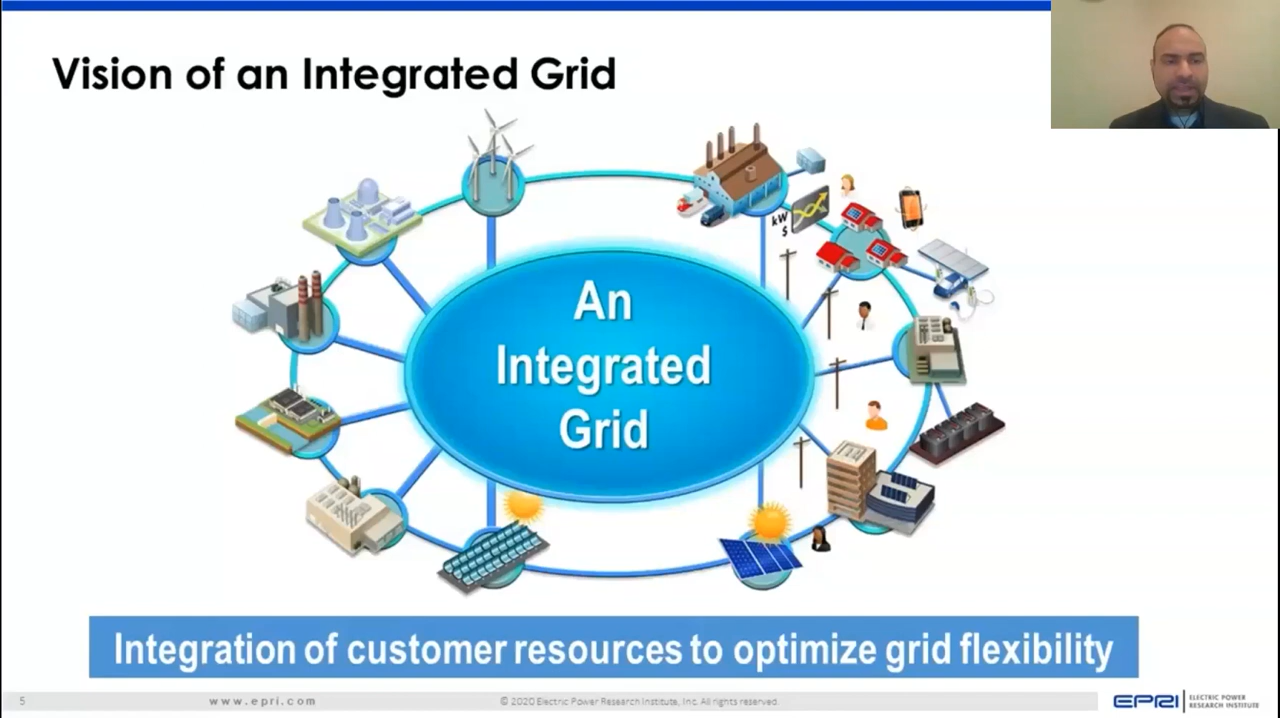 Vision of an Integrated Grid
kW
$
An
Integrated
Grid
Integration of customer resources to optimize grid flexibility
5
www.epri.com
© 2020 Electric Power Research Institute, Inc. All rights reserved.
EPRI
ELECTRIC POWER
RESEARCH INSTITUTE